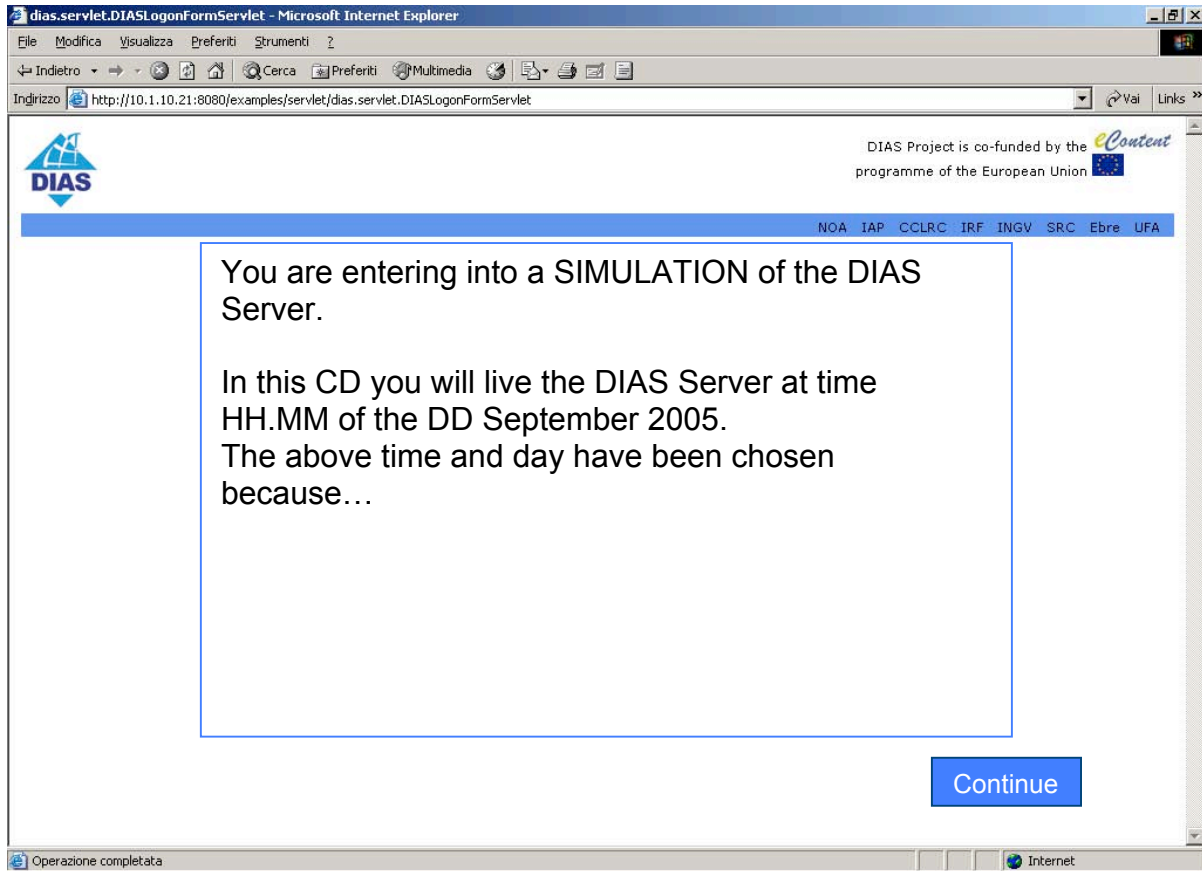 dias.servlet.DIASLogonFormServlet - Microsoft Internet Explorer
File Modifica Visualizza Preferiti Strumenti ?
Indietro Cerca Preferiti Multimedia
Indirizzo http://10.1.10.21:8080/examples/servlet/dias.servlet.DIASLogonFormServlet Vai Links »
DIAS
DIAS Project is co-funded by the eContent
programme of the European Union
NOA IAP CCLRC IRF INGV SRC Ebre UFA
You are entering into a SIMULATION of the DIAS
Server.
In this CD you will live the DIAS Server at time
HH.MM of the DD September 2005.
The above time and day have been chosen
because…
Continue
Operazione completata Internet